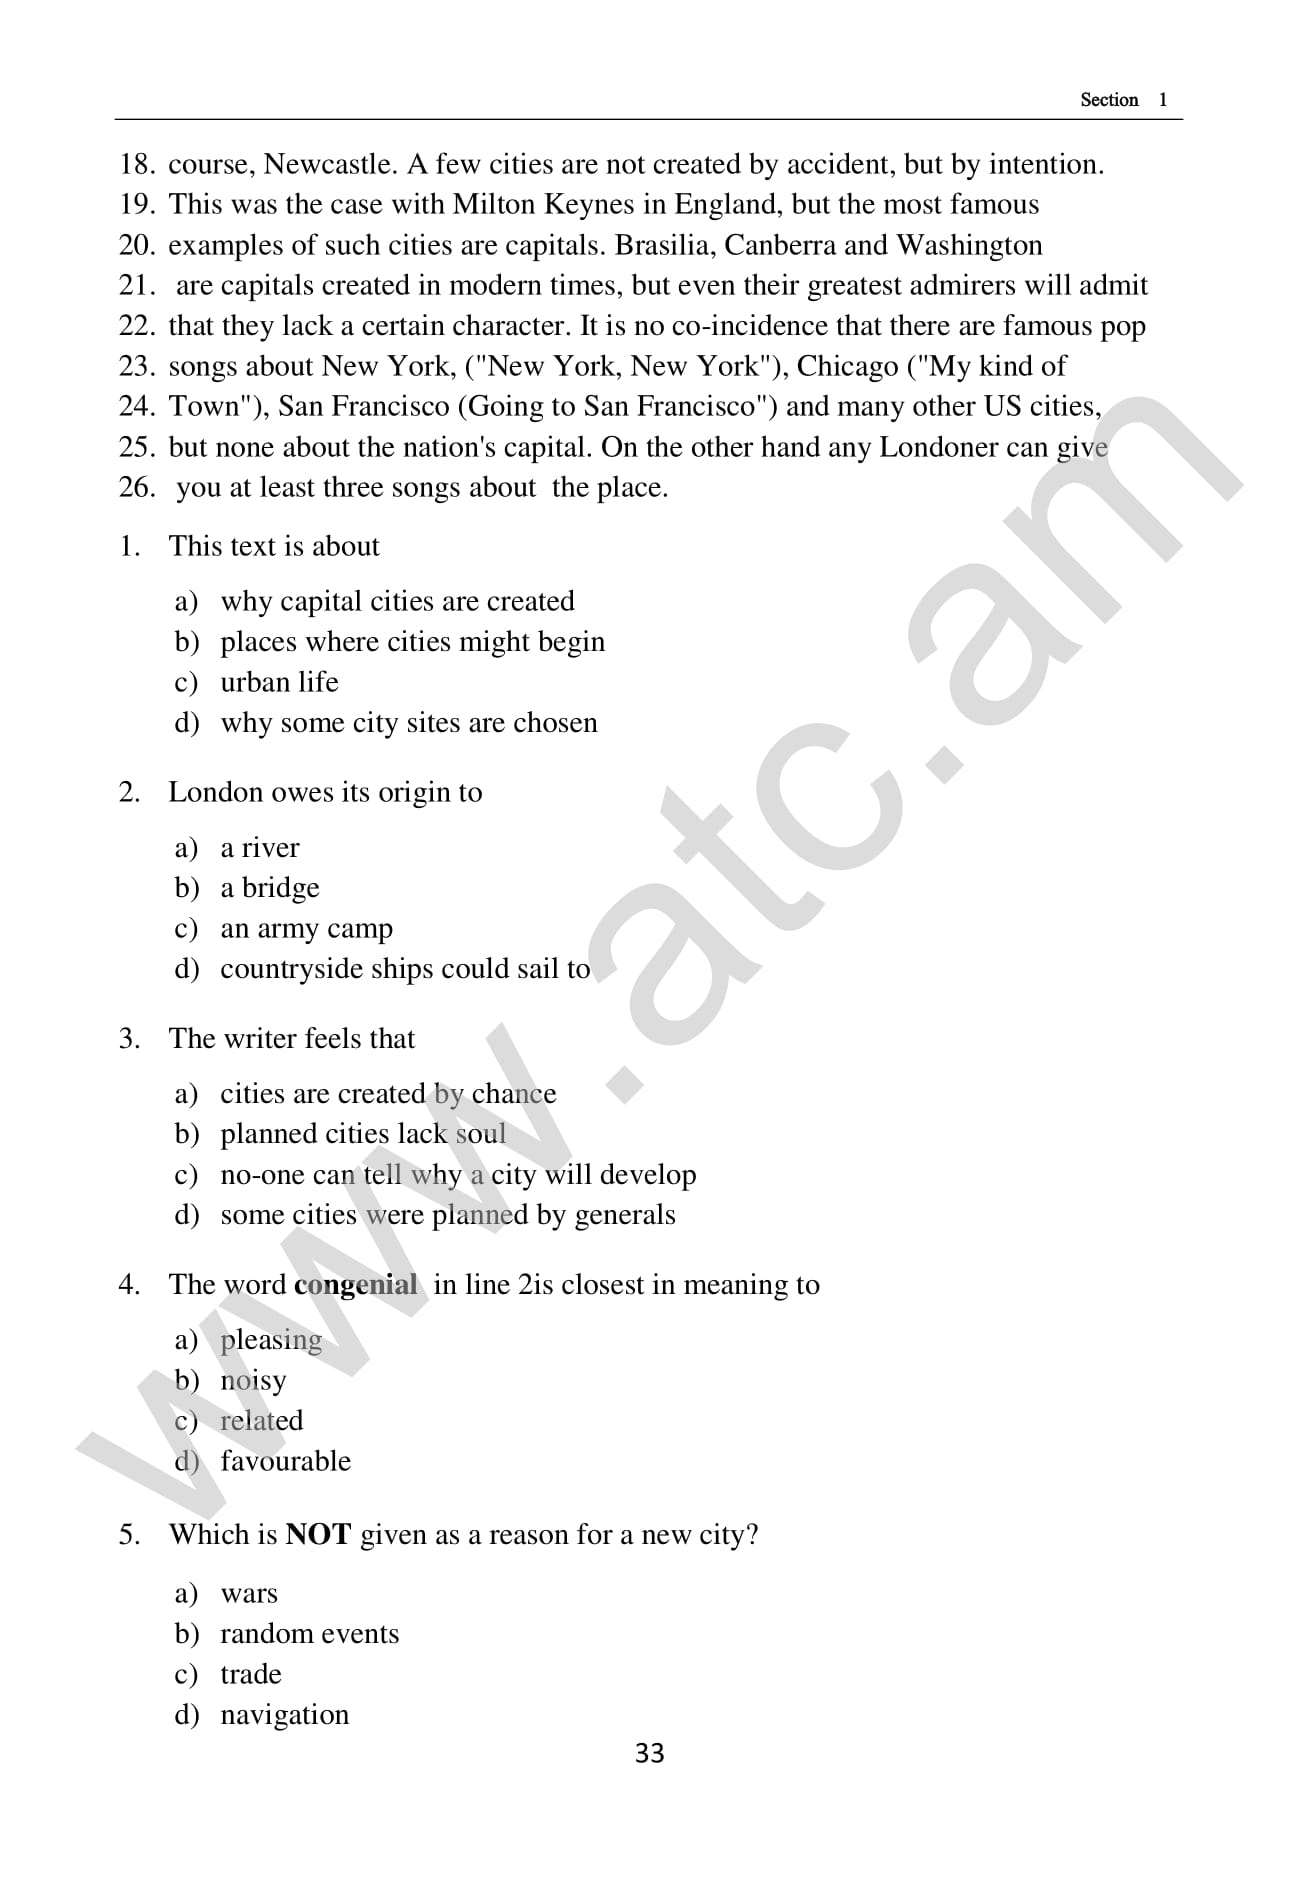 Section 1
18. course, Newcastle. A few cities are not created by accident, but by intention.
19. This was the case with Milton Keynes in England, but the most famous
20. examples of such cities are capitals. Brasilia, Canberra and Washington
21. are capitals created in modern times, but even their greatest admirers will admit
22. that they lack a certain character. It is no co-incidence that there are famous pop
23. songs about New York, ("New York, New York"), Chicago ("My kind of
24. Town"), San Francisco (Going to San Francisco") and many other US cities,
25. but none about the nation's capital. On the other hand any Londoner can give
26. you at least three songs about the place.
1. This text is about
a) why capital cities are created
b) places where cities might begin
c) urban life
d) why some city sites are chosen
2. London owes its origin to
a) a river
b) a bridge
c) an army camp
d) countryside ships could sail to
3. The writer feels that
a) cities are created by chance
b) planned cities lack soul
c) no-one can tell why a city will develop
d) some cities were planned by generals
4. The word congenial in line 2is closest in meaning to
a) pleasing
b) noisy
c) related
d) favourable
5. Which is NOT given as a reason for a new city?
a) wars
b) random events
c) trade
d) navigation
33
www.atc.am